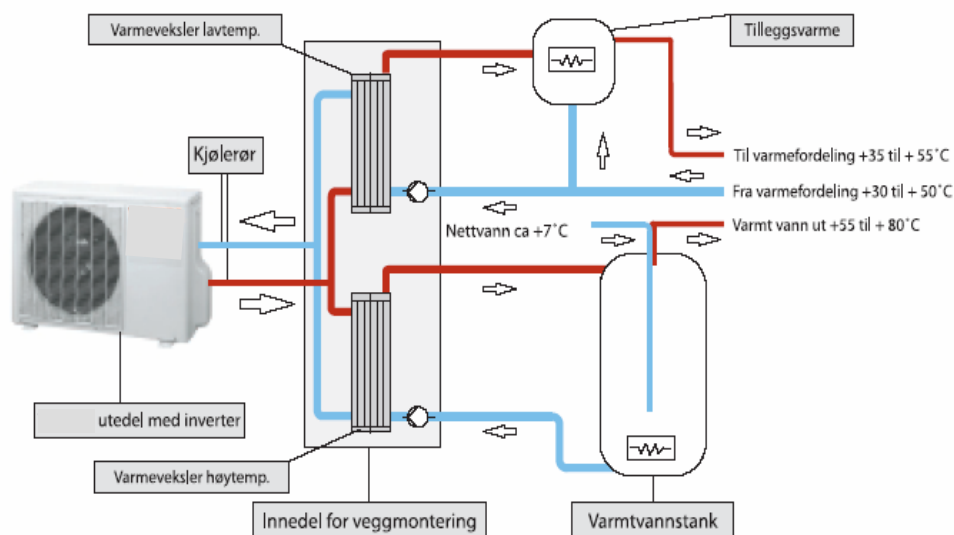 Varmeveksler lavtemp.
Tilleggsvarme
Kjølerør
Til varmefordeling +35 til + 55°C
Fra varmefordeling +30 til + 50°C
Nettvann ca +7°C
Varmt vann ut +55 til + 80°C
utedel med inverter
Varmeveksler høytemp.
Innedel for veggmontering
Varmtvannstank